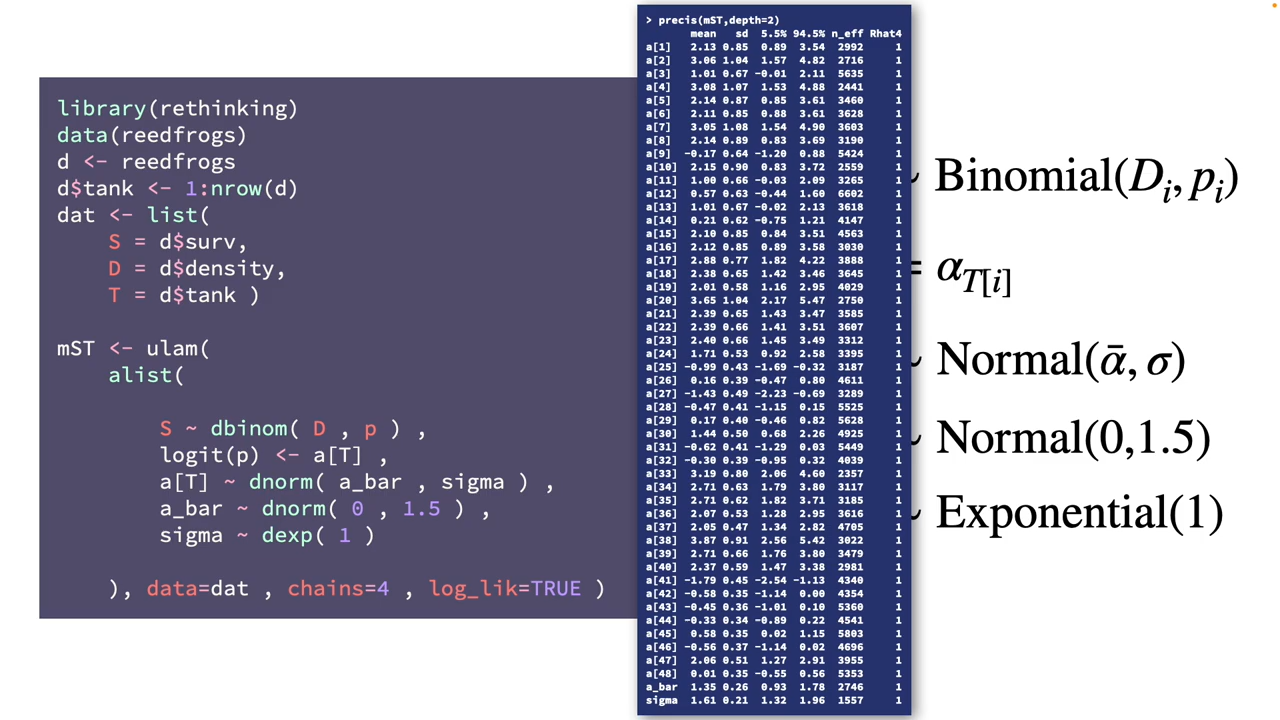 library(rethinking)
data(reedfrogs)
d <- reedfrogs
d$tank <- 1:nrow(d)
dat <- list(
S = d$surv,
D = d$density,
T = d$tank )
mST <- ulam(
alist(
S ~ dbinom( D , p ) ,
logit(p) <- a[T] ,
a[T] ~ dnorm( a_bar , sigma ) ,
a_bar ~ dnorm( 0 , 1.5 ) ,
sigma ~ dexp( 1 )
), data=dat , chains=4 , log_lik=TRUE )
> precis(mST,depth=2)
mean sd 5.5% 94.5% n_eff Rhat4
a[1] 2.13 0.85 0.89 3.54 2992 1
a[2] 3.06 1.04 1.57 4.82 2716 1
a[3] 1.01 0.67 -0.01 2.11 5635 1
a[4] 3.08 1.07 1.53 4.88 2441 1
a[5] 2.14 0.87 0.85 3.61 3460 1
a[6] 2.11 0.85 0.88 3.61 3628 1
a[7] 3.05 1.08 1.54 4.90 3603 1
a[8] 2.14 0.89 0.83 3.69 3190 1
a[9] -0.17 0.64 -1.20 0.88 5424 1
a[10] 2.15 0.90 0.83 3.72 2559 1
a[11] 1.00 0.66 -0.03 2.09 3265 1
a[12] 0.57 0.63 -0.44 1.60 6602 1
a[13] 1.01 0.67 -0.02 2.13 3618 1
a[14] 0.21 0.62 -0.75 1.21 4147 1
a[15] 2.10 0.85 0.84 3.51 4563 1
a[16] 2.12 0.85 0.89 3.58 3030 1
a[17] 2.88 0.77 1.82 4.22 3888 1
a[18] 2.38 0.65 1.42 3.46 3645 1
a[19] 2.01 0.58 1.16 2.95 4029 1
a[20] 3.65 1.04 2.17 5.47 2750 1
a[21] 2.39 0.65 1.43 3.47 3585 1
a[22] 2.39 0.66 1.41 3.51 3607 1
a[23] 2.40 0.66 1.45 3.49 3312 1
a[24] 1.71 0.53 0.92 2.58 3395 1
a[25] -0.99 0.43 -1.69 -0.32 3187 1
a[26] 0.16 0.39 -0.47 0.80 4611 1
a[27] -1.43 0.49 -2.23 -0.69 3289 1
a[28] -0.47 0.41 -1.15 0.15 5525 1
a[29] 0.17 0.40 -0.46 0.82 5628 1
a[30] 1.44 0.50 0.68 2.26 4925 1
a[31] -0.62 0.41 -1.29 0.03 5449 1
a[32] -0.30 0.39 -0.95 0.32 4039 1
a[33] 3.19 0.80 2.06 4.60 2357 1
a[34] 2.71 0.63 1.79 3.80 3117 1
a[35] 2.71 0.62 1.82 3.71 3185 1
a[36] 2.07 0.53 1.28 2.95 3616 1
a[37] 2.05 0.47 1.34 2.82 4705 1
a[38] 3.87 0.91 2.56 5.42 3022 1
a[39] 2.71 0.66 1.76 3.80 3479 1
a[40] 2.37 0.59 1.47 3.38 2981 1
a[41] -1.79 0.45 -2.54 -1.13 4340 1
a[42] -0.58 0.35 -1.14 0.00 4354 1
a[43] -0.45 0.36 -1.01 0.10 5360 1
a[44] -0.33 0.34 -0.89 0.22 4541 1
a[45] 0.58 0.35 0.02 1.15 5803 1
a[46] -0.56 0.37 -1.14 0.02 4696 1
a[47] 2.06 0.51 1.27 2.91 3955 1
a[48] 0.01 0.35 -0.55 0.56 5353 1
a_bar 1.35 0.26 0.93 1.78 2746 1
sigma 1.61 0.21 1.32 1.96 1557 1
~ Binomial(D_i, p_i)
= α_T[i]
~ Normal(ᾱ, σ)
~ Normal(0,1.5)
~ Exponential(1)